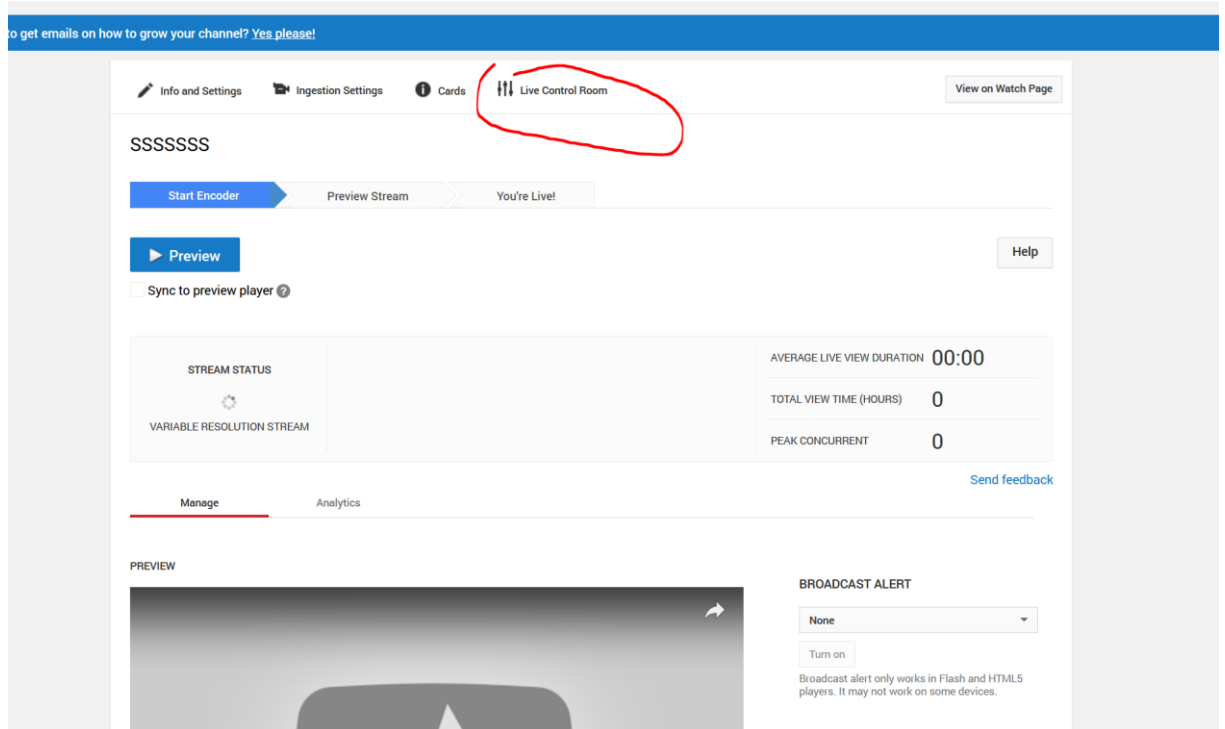 to get emails on how to grow your channel? Yes please!
Info and Settings Ingestion Settings Cards Live Control Room View on Watch Page
SSSSSSS
Start Encoder Preview Stream You're Live!
Preview Help
Sync to preview player ?
STREAM STATUS
VARIABLE RESOLUTION STREAM
AVERAGE LIVE VIEW DURATION 00:00
TOTAL VIEW TIME (HOURS) 0
PEAK CONCURRENT 0
Send feedback
Manage Analytics
PREVIEW
BROADCAST ALERT
None
Turn on
Broadcast alert only works in Flash and HTML5
players. It may not work on some devices.